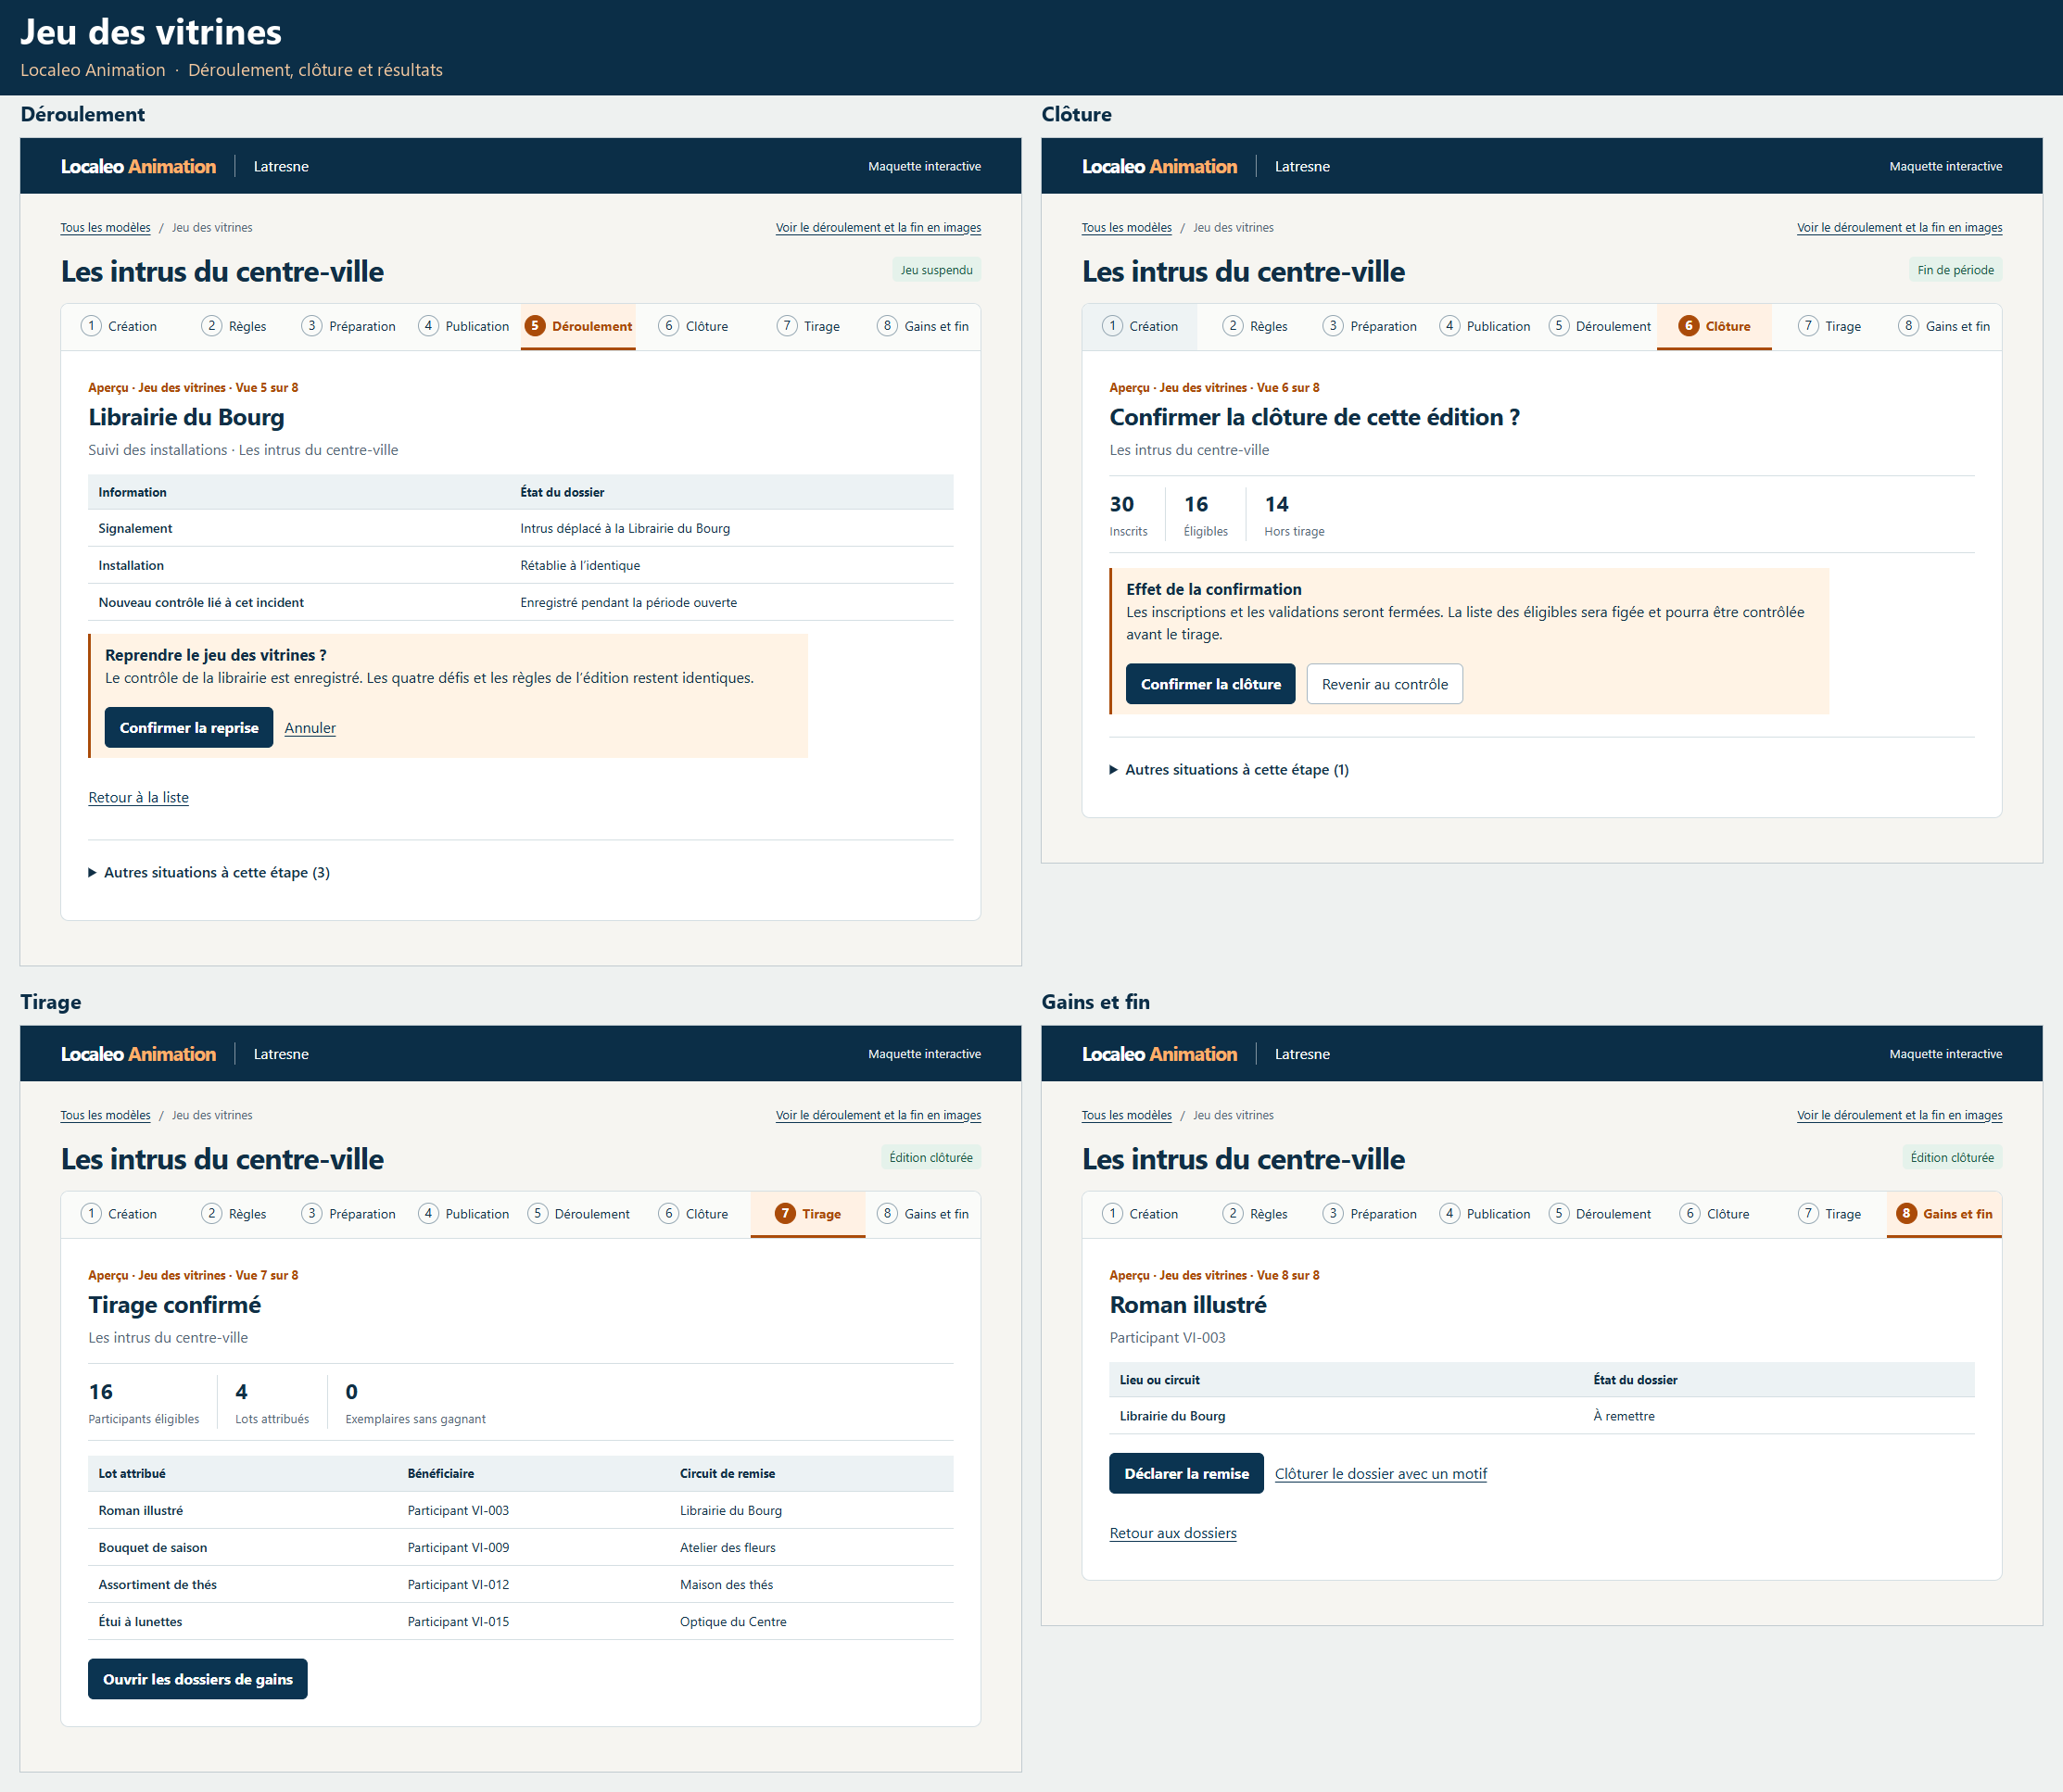 Jeu des vitrines
Localeo Animation · Déroulement, clôture et résultats
Déroulement
Localeo Animation Latresne Maquette interactive
Tous les modèles / Jeu des vitrines Voir le déroulement et la fin en images
Les intrus du centre-ville Jeu suspendu
1 Création 2 Règles 3 Préparation 4 Publication 5 Déroulement 6 Clôture 7 Tirage 8 Gains et fin
Aperçu · Jeu des vitrines · Vue 5 sur 8
Librairie du Bourg
Suivi des installations · Les intrus du centre-ville
Information État du dossier
Signalement Intrus déplacé à la Librairie du Bourg
Installation Rétablie à l’identique
Nouveau contrôle lié à cet incident Enregistré pendant la période ouverte
Reprendre le jeu des vitrines ?
Le contrôle de la librairie est enregistré. Les quatre défis et les règles de l’édition restent identiques.
Confirmer la reprise Annuler
Retour à la liste
▶ Autres situations à cette étape (3)
Clôture
Localeo Animation Latresne Maquette interactive
Tous les modèles / Jeu des vitrines Voir le déroulement et la fin en images
Les intrus du centre-ville Fin de période
1 Création 2 Règles 3 Préparation 4 Publication 5 Déroulement 6 Clôture 7 Tirage 8 Gains et fin
Aperçu · Jeu des vitrines · Vue 6 sur 8
Confirmer la clôture de cette édition ?
Les intrus du centre-ville
30 16 14
Inscrits Éligibles Hors tirage
Effet de la confirmation
Les inscriptions et les validations seront fermées. La liste des éligibles sera figée et pourra être contrôlée
avant le tirage.
Confirmer la clôture Revenir au contrôle
▶ Autres situations à cette étape (1)
Tirage
Localeo Animation Latresne Maquette interactive
Tous les modèles / Jeu des vitrines Voir le déroulement et la fin en images
Les intrus du centre-ville Édition clôturée
1 Création 2 Règles 3 Préparation 4 Publication 5 Déroulement 6 Clôture 7 Tirage 8 Gains et fin
Aperçu · Jeu des vitrines · Vue 7 sur 8
Tirage confirmé
Les intrus du centre-ville
16 4 0
Participants éligibles Lots attribués Exemplaires sans gagnant
Lot attribué Bénéficiaire Circuit de remise
Roman illustré Participant VI-003 Librairie du Bourg
Bouquet de saison Participant VI-009 Atelier des fleurs
Assortiment de thés Participant VI-012 Maison des thés
Étui à lunettes Participant VI-015 Optique du Centre
Ouvrir les dossiers de gains
Gains et fin
Localeo Animation Latresne Maquette interactive
Tous les modèles / Jeu des vitrines Voir le déroulement et la fin en images
Les intrus du centre-ville Édition clôturée
1 Création 2 Règles 3 Préparation 4 Publication 5 Déroulement 6 Clôture 7 Tirage 8 Gains et fin
Aperçu · Jeu des vitrines · Vue 8 sur 8
Roman illustré
Participant VI-003
Lieu ou circuit État du dossier
Librairie du Bourg À remettre
Déclarer la remise Clôturer le dossier avec un motif
Retour aux dossiers